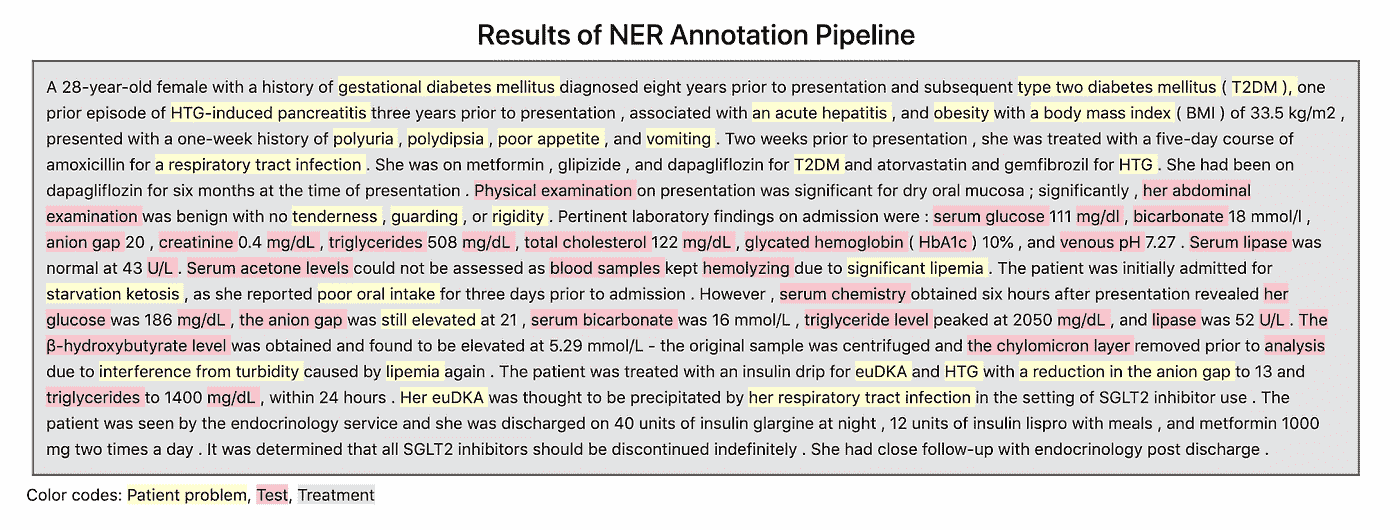 Results of NER Annotation Pipeline
A 28-year-old female with a history of gestational diabetes mellitus diagnosed eight years prior to presentation and subsequent type two diabetes mellitus ( T2DM ), one
prior episode of HTG-induced pancreatitis three years prior to presentation , associated with an acute hepatitis , and obesity with a body mass index ( BMI ) of 33.5 kg/m2 ,
presented with a one-week history of polyuria , polydipsia , poor appetite , and vomiting . Two weeks prior to presentation , she was treated with a five-day course of
amoxicillin for a respiratory tract infection . She was on metformin , glipizide , and dapagliflozin for T2DM and atorvastatin and gemfibrozil for HTG . She had been on
dapagliflozin for six months at the time of presentation . Physical examination on presentation was significant for dry oral mucosa ; significantly , her abdominal
examination was benign with no tenderness , guarding , or rigidity . Pertinent laboratory findings on admission were : serum glucose 111 mg/dl , bicarbonate 18 mmol/l ,
anion gap 20 , creatinine 0.4 mg/dL , triglycerides 508 mg/dL , total cholesterol 122 mg/dL , glycated hemoglobin ( HbA1c ) 10% , and venous pH 7.27 . Serum lipase was
normal at 43 U/L . Serum acetone levels could not be assessed as blood samples kept hemolyzing due to significant lipemia . The patient was initially admitted for
starvation ketosis , as she reported poor oral intake for three days prior to admission . However , serum chemistry obtained six hours after presentation revealed her
glucose was 186 mg/dL , the anion gap was still elevated at 21 , serum bicarbonate was 16 mmol/L , triglyceride level peaked at 2050 mg/dL , and lipase was 52 U/L . The
β-hydroxybutyrate level was obtained and found to be elevated at 5.29 mmol/L - the original sample was centrifuged and the chylomicron layer removed prior to analysis
due to interference from turbidity caused by lipemia again . The patient was treated with an insulin drip for euDKA and HTG with a reduction in the anion gap to 13 and
triglycerides to 1400 mg/dL , within 24 hours . Her euDKA was thought to be precipitated by her respiratory tract infection in the setting of SGLT2 inhibitor use . The
patient was seen by the endocrinology service and she was discharged on 40 units of insulin glargine at night , 12 units of insulin lispro with meals , and metformin 1000
mg two times a day . It was determined that all SGLT2 inhibitors should be discontinued indefinitely . She had close follow-up with endocrinology post discharge .
Color codes: Patient problem, Test, Treatment